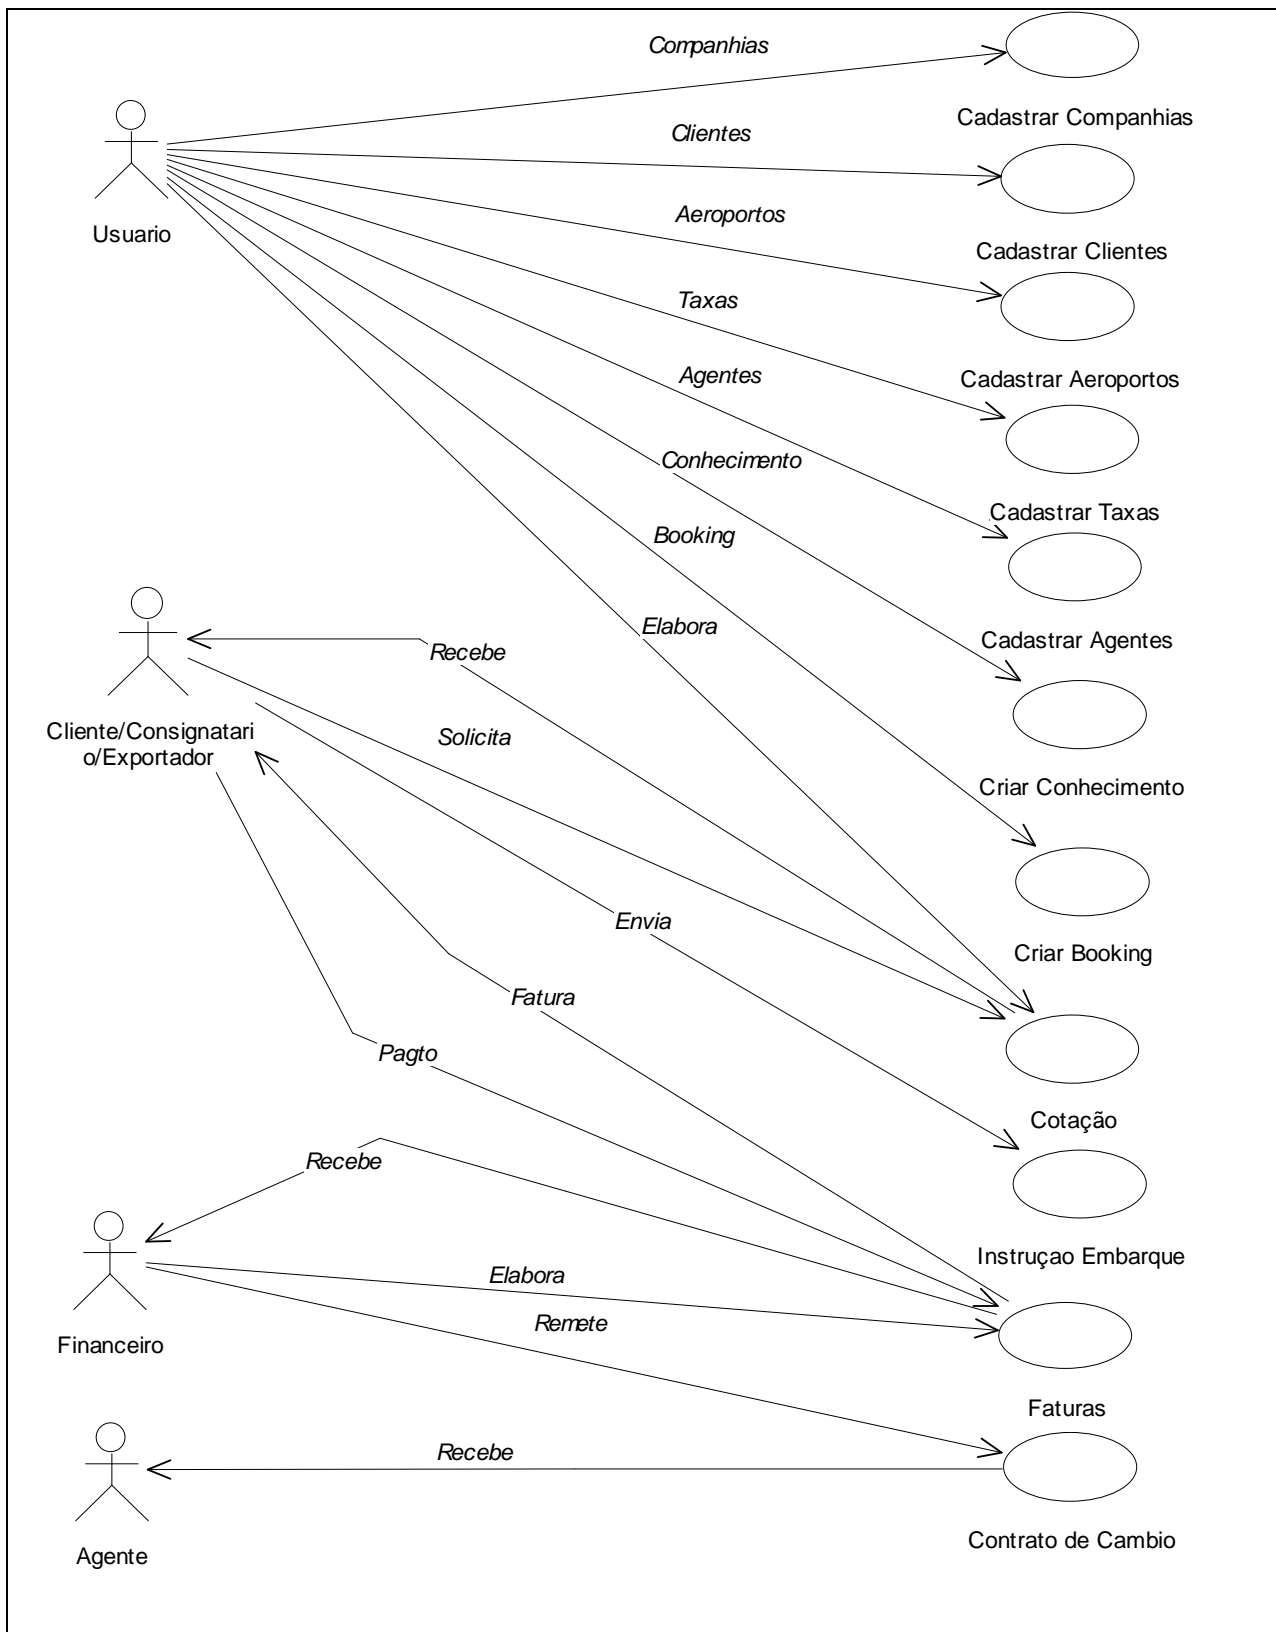 Companhias
Cadastrar Companhias
Clientes
Usuario
Aeroportos
Cadastrar Clientes
Taxas
Agentes
Cadastrar Aeroportos
Conhecimento
Cadastrar Taxas
Booking
Elabora
Recebe
Cadastrar Agentes
Cliente/Consignatari
o/Exportador
Solicita
Criar Conhecimento
Envia
Criar Booking
Fatura
Pagto
Cotação
Recebe
Instruçao Embarque
Elabora
Remete
Financeiro
Faturas
Recebe
Contrato de Cambio
Agente